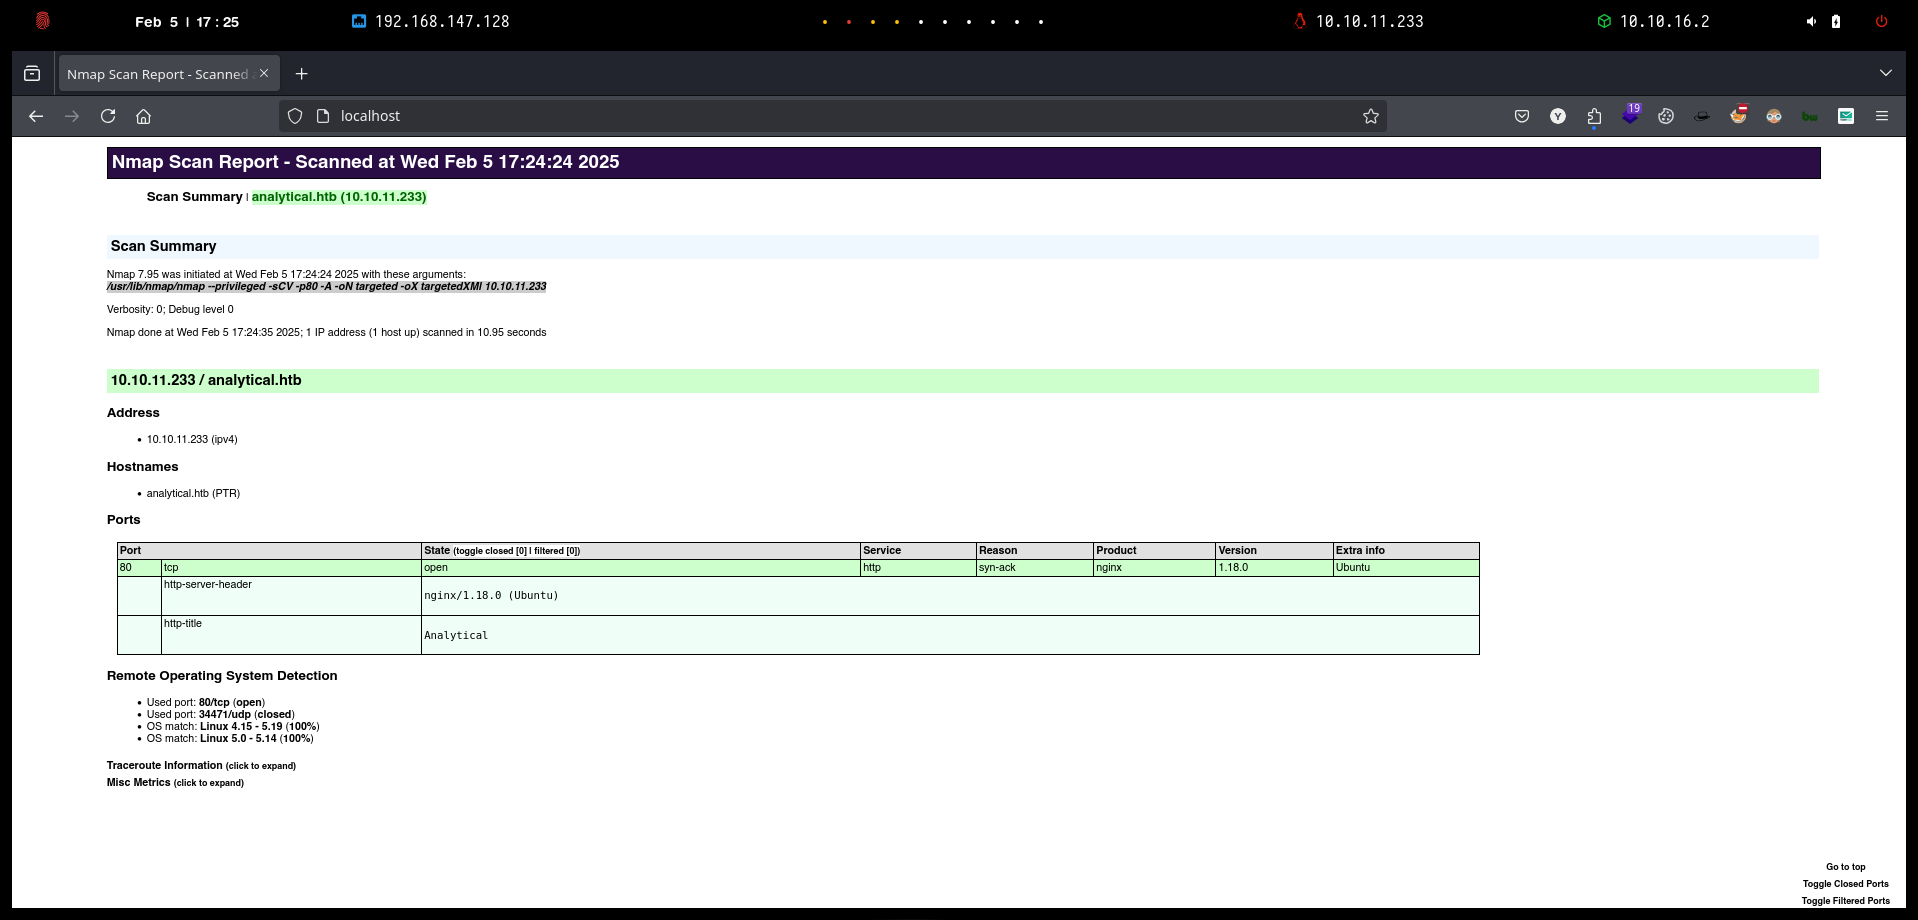 Feb 5 | 17 : 25 192.168.147.128 10.10.11.233 10.10.16.2
Nmap Scan Report - Scanned
localhost
19
Y
bw
Nmap Scan Report - Scanned at Wed Feb 5 17:24:24 2025
Scan Summary | analytical.htb (10.10.11.233)
Scan Summary
Nmap 7.95 was initiated at Wed Feb 5 17:24:24 2025 with these arguments:
/usr/lib/nmap/nmap --privileged -sCV -p80 -A -oN targeted -oX targetedXMl 10.10.11.233
Verbosity: 0; Debug level 0
Nmap done at Wed Feb 5 17:24:35 2025; 1 IP address (1 host up) scanned in 10.95 seconds
10.10.11.233 / analytical.htb
Address
• 10.10.11.233 (ipv4)
Hostnames
• analytical.htb (PTR)
Ports
Port State (toggle closed [0] | filtered [0]) Service Reason Product Version Extra info
80 tcp open http syn-ack nginx 1.18.0 Ubuntu
http-server-header
nginx/1.18.0 (Ubuntu)
http-title
Analytical
Remote Operating System Detection
• Used port: 80/tcp (open)
• Used port: 34471/udp (closed)
• OS match: Linux 4.15 - 5.19 (100%)
• OS match: Linux 5.0 - 5.14 (100%)
Traceroute Information (click to expand)
Misc Metrics (click to expand)
Go to top
Toggle Closed Ports
Toggle Filtered Ports